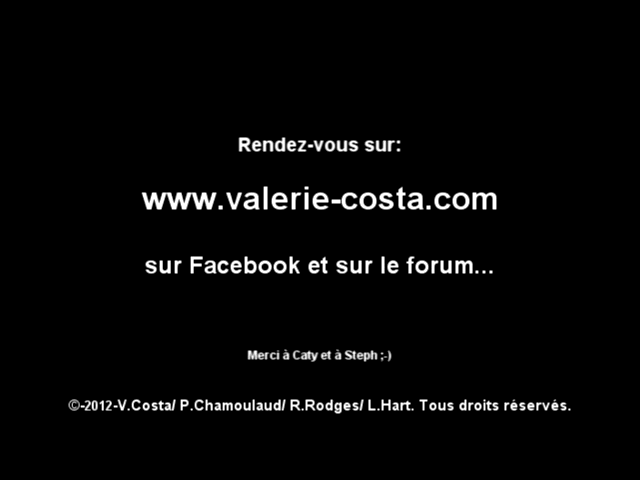 Rendez-vous sur:
www.valerie-costa.com
sur Facebook et sur le forum...
Merci à Caty et à Steph ;-)
©-2012-V.Costa/ P.Chamoulaud/ R.Rodges/ L.Hart. Tous droits réservés.